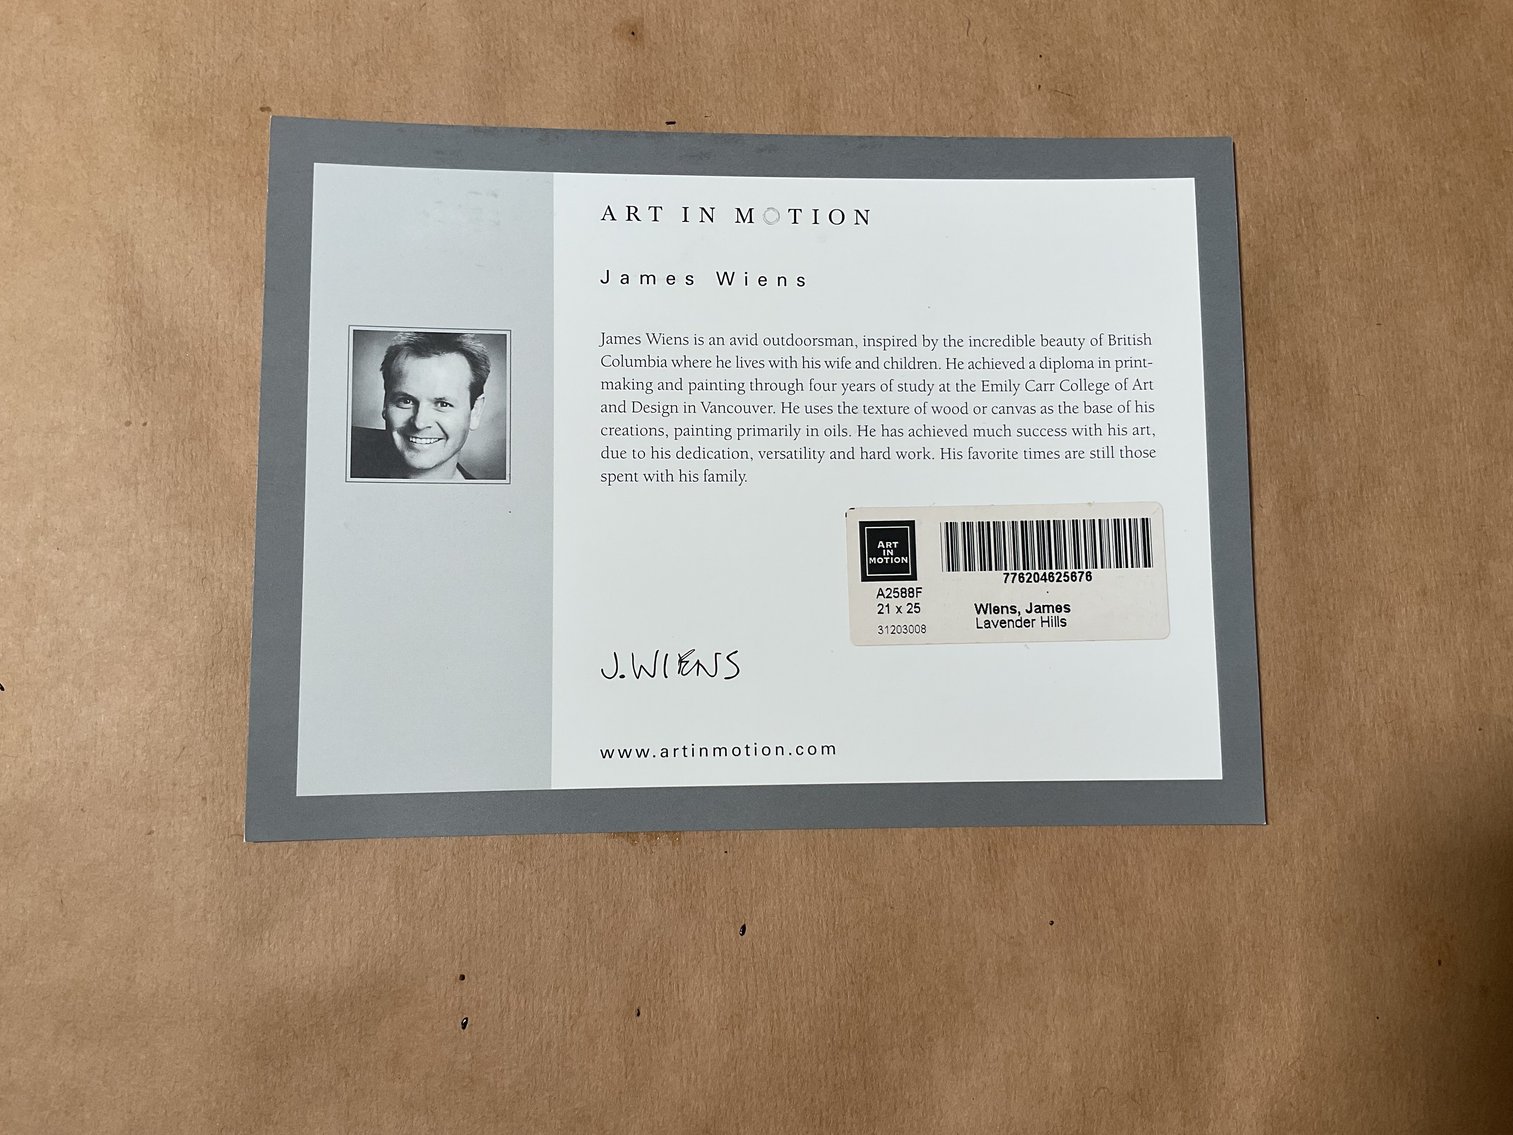 ART IN MOTION
James Wiens
James Wiens is an avid outdoorsman, inspired by the incredible beauty of British
Columbia where he lives with his wife and children. He achieved a diploma in print-
making and painting through four years of study at the Emily Carr College of Art
and Design in Vancouver. He uses the texture of wood or canvas as the base of his
creations, painting primarily in oils. He has achieved much success with his art,
due to his dedication, versatility and hard work. His favorite times are still those
spent with his family.
ART
IN
MOTION
776204625676
A2588F
21 x 25
31203008
Wiens, James
Lavender Hills
J. WIENS
www.artinmotion.com